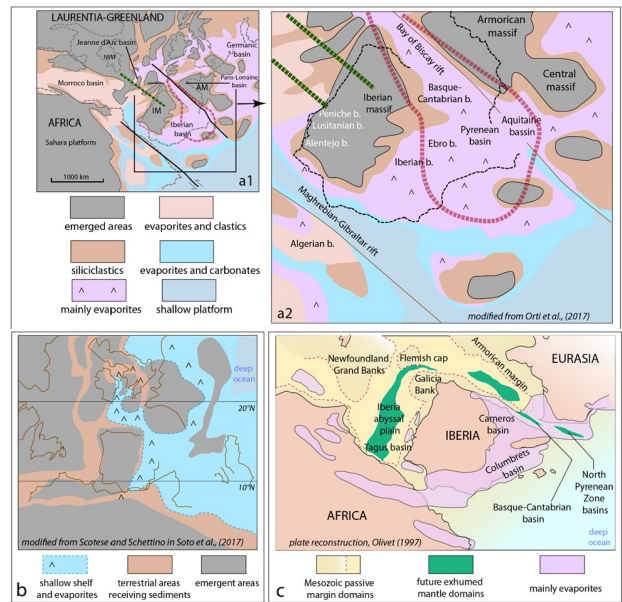 LAURENTIA-GREENLAND
Jeanne d'Arc basin
NWF
Germanic
basin
Paris-Lorraine
basin
AM
Morroco basin
IM
Iberian
basin
AFRICA
Sahara platform
1000 km
a1
emerged areas
evaporites and clastics
siliciclastics
evaporites and carbonates
^ ^
mainly evaporites
shallow platform
Armorican
massif
Bay of Biscay rift
Central
massif
Basque-
Cantabrian b.
Iberian
massif
Peniche b.
Lusitanian b.
Alentejo b.
Aquitaine
bassin
Pyrenean
basin
Ebro b.
Iberian b.
Maghrebian-Gibraltar rift
Algerian b.
a2
modified from Orti et al., (2017)
deep
ocean
20°N
10°N
modified from Scotese and Schettino in Soto et al., (2017)
b
^
shallow shelf
and evaporites
terrestrial areas
receiving sediments
emergent areas
Newfoundland
Grand Banks
Flemish cap
Galicia
Bank
Armorican margin
EURASIA
Iberia
abyssal
plain
Tagus basin
IBERIA
Cameros
basin
Columbrets
basin
North
Pyrenean
Zone
basins
Basque-Cantabrian
basin
AFRICA
deep
ocean
plate reconstruction, Olivet (1997)
c
Mesozoic passive
margin domains
future exhumed
mantle domains
mainly evaporites